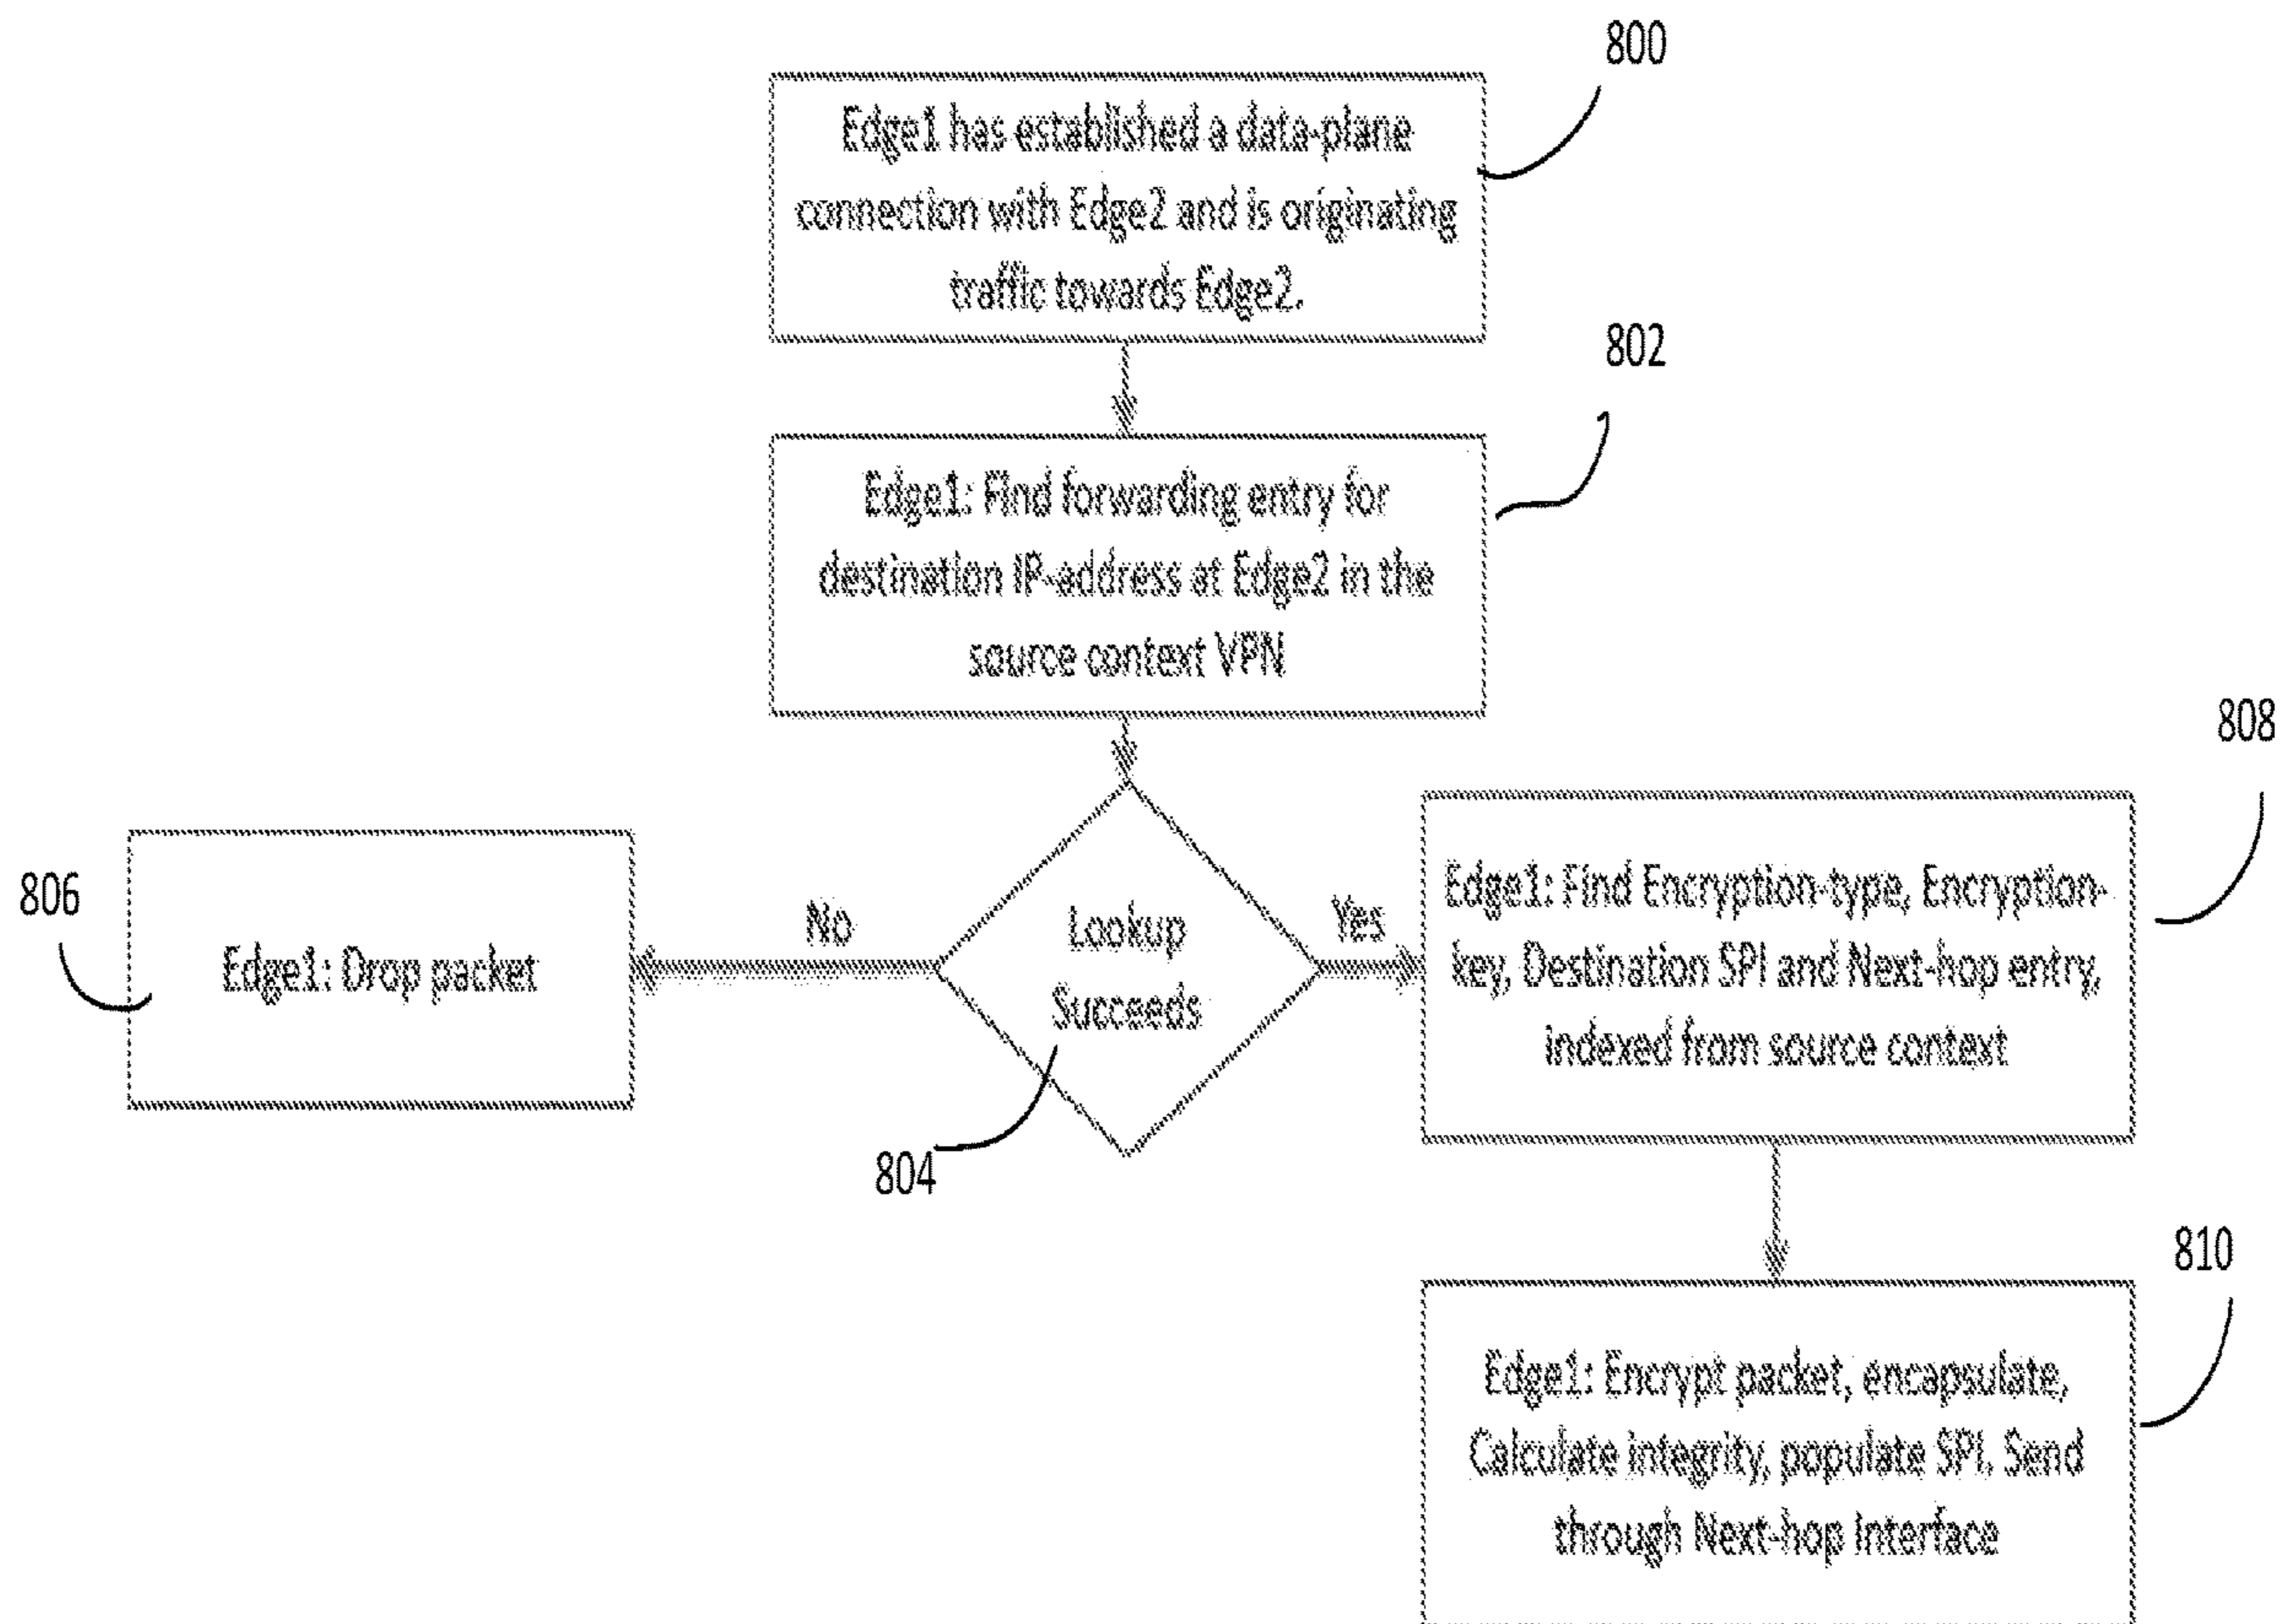 800
Edge1 has established a data-plane
connection with Edge2 and is originating
traffic towards Edge2.
802
Edge1: Find forwarding entry for
destination IP-address at Edge2 in the
source context VPN
804
Lookup
Succeeds
No
806
Edge1: Drop packet
Yes
808
Edge1: Find Encryption-type, Encryption-
key, Destination SPI and Next-hop entry,
indexed from source context
810
Edge1: Encrypt packet, encapsulate,
Calculate integrity, populate SPI. Send
through Next-hop Interface